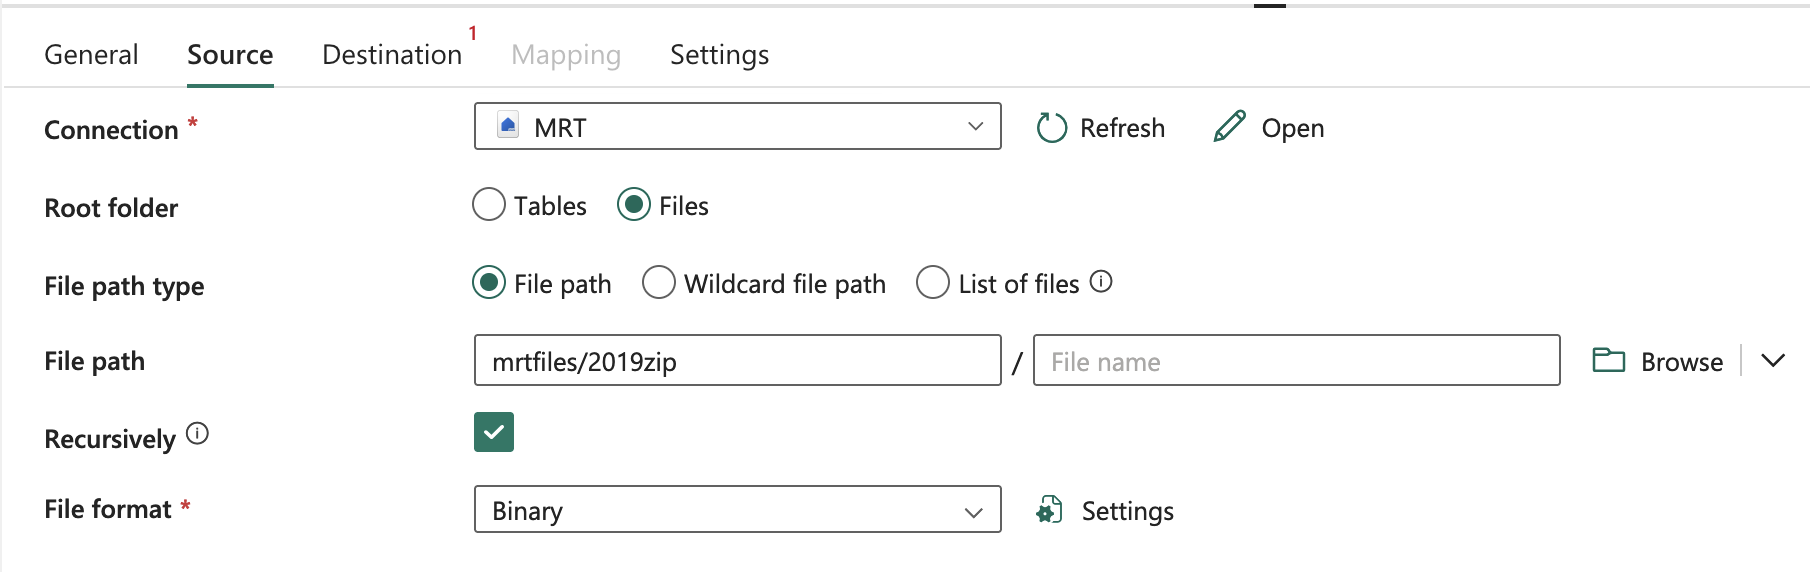 General Source Destination 1 Mapping Settings
Connection * MRT Refresh Open
Root folder Tables Files
File path type File path Wildcard file path List of files
File path mrtfiles/2019zip / File name Browse
Recursively
File format * Binary Settings